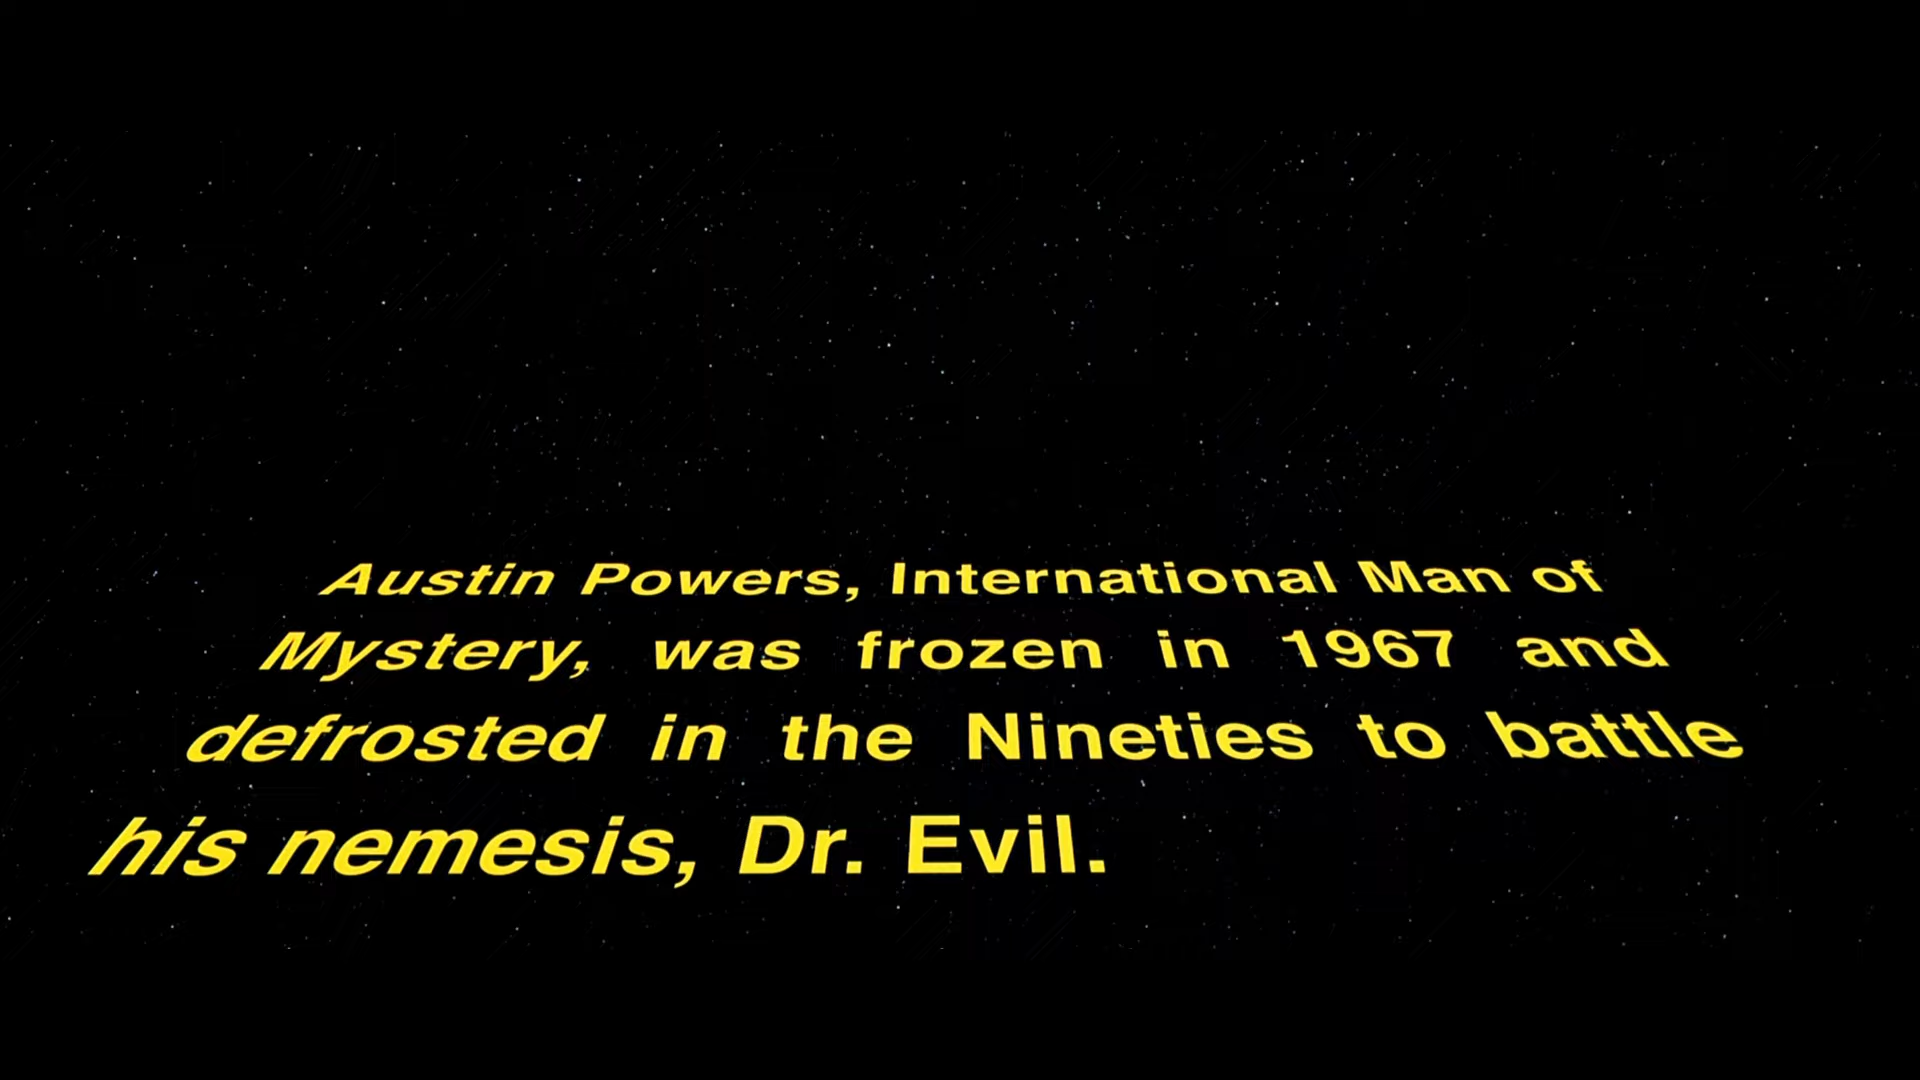 Austin Powers, International Man of
Mystery, was frozen in 1967 and
defrosted in the Nineties to battle
his nemesis, Dr. Evil.